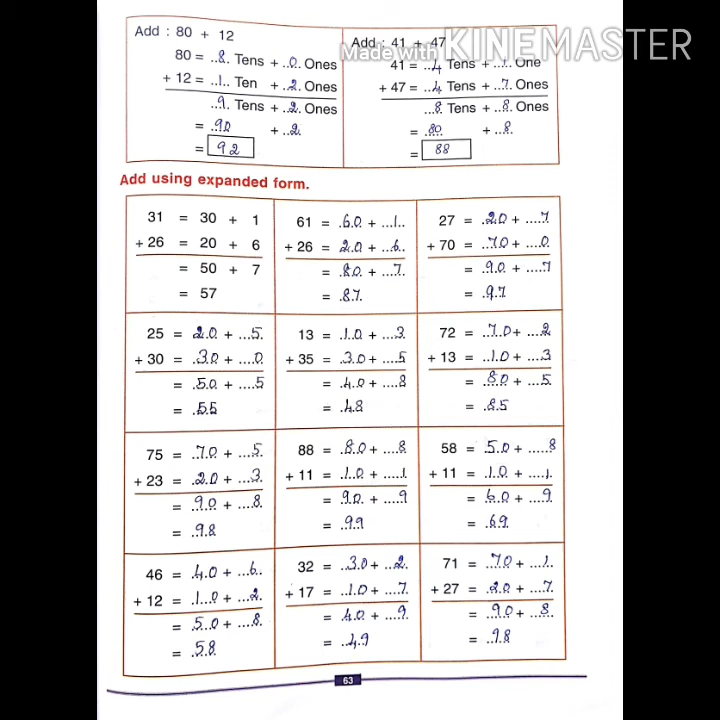 Made with KINEMASTER
Add : 80 + 12
80 = ..8.. Tens + ..0.. Ones
+ 12 = ..1.. Ten + ..2.. Ones
..9.. Tens + ..2.. Ones
= ..90 + ..2..
= 92
Add : 41 + 47
41 = ..4 Tens + ..1.. One
+ 47 = ..4 Tens + ..7.. Ones
..8.. Tens + ..8.. Ones
= ..80.. + ..8..
= 88
Add using expanded form.
31 = 30 + 1
+ 26 = 20 + 6
= 50 + 7
= 57
61 = .60. + ...1..
+ 26 = .20 + ...6..
= .80. + ...7..
= .87.
27 = ..20 + .....7
+ 70 = ..70 + ....0.
= ..90. + .....7
= ..97
25 = .20. + ...5.
+ 30 = .30 + ....0
= .50. + ....5
= .55
13 = .10. + ....3
+ 35 = .30 + ....5
= .40 + ....8
= .48
72 = ..70 + ....2
+ 13 = ..10 + ....3
= ..80 + ...5.
= ..85
75 = .70. + ....5
+ 23 = .20 + ....3.
= .90 + ....8.
= .98
88 = .80 + ....8
+ 11 = .10. + .....1
= .90. + ....9
= .99
58 = .50 + .....8
+ 11 = .10. + ....1.
= .60 + ....9
= .69.
46 = .40 + ...6..
+ 12 = .10 + ...2.
= .50 + ....8.
= .58.
32 = ..30 + ...2.
+ 17 = ..10 + ....7.
= ..40. + ....9.
= ..49
71 = ..70 + ....1.
+ 27 = ..20 + ....7.
= ...90 + ...8.
= ..98
63